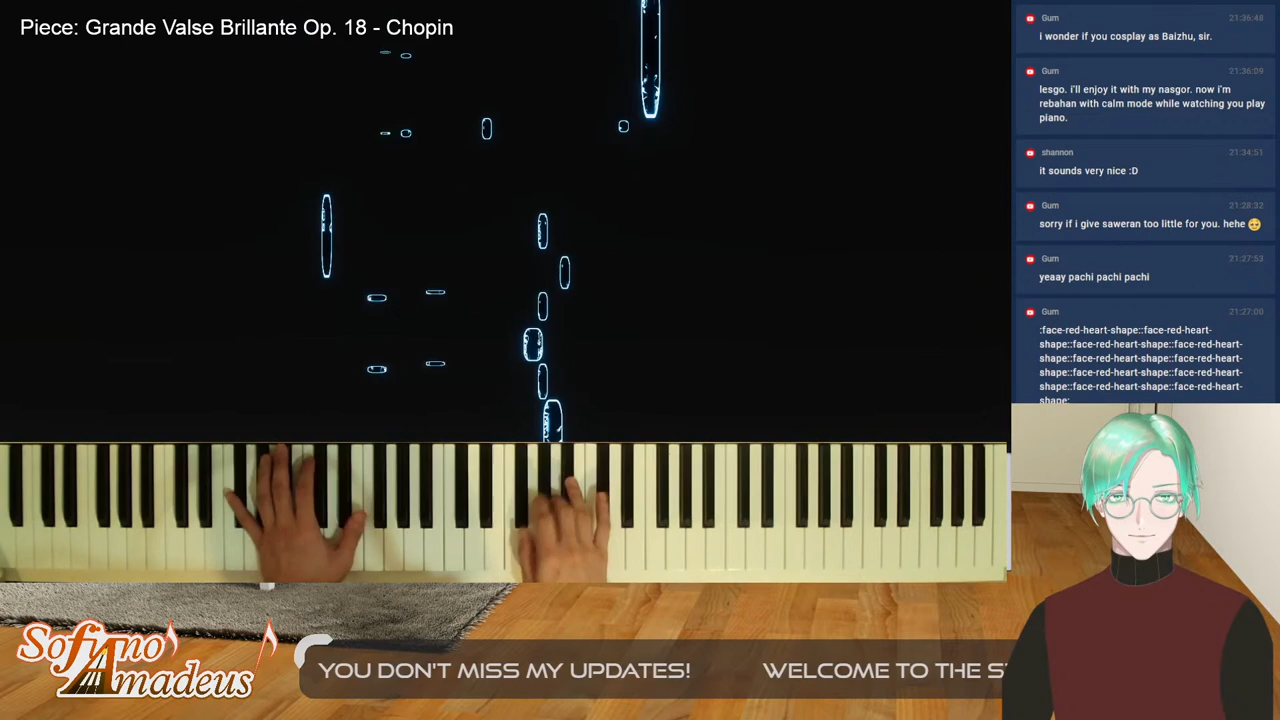 Piece: Grande Valse Brillante Op. 18 - Chopin
Gum 21:36:48
i wonder if you cosplay as Baizhu, sir.
Gum 21:36:09
lesgo. i'll enjoy it with my nasgor. now i'm
rebahan with calm mode while watching you play
piano.
shannon 21:34:51
it sounds very nice :D
Gum 21:28:32
sorry if i give saweran too little for you. hehe 🥺
Gum 21:27:53
yeaay pachi pachi pachi
Gum 21:27:00
:face-red-heart-shape::face-red-heart-
shape::face-red-heart-shape::face-red-heart-
shape::face-red-heart-shape::face-red-heart-
shape::face-red-heart-shape::face-red-heart-
shape::face-red-heart-shape::face-red-heart-
shape:
Sofiano
Amadeus
YOU DON'T MISS MY UPDATES! WELCOME TO THE S